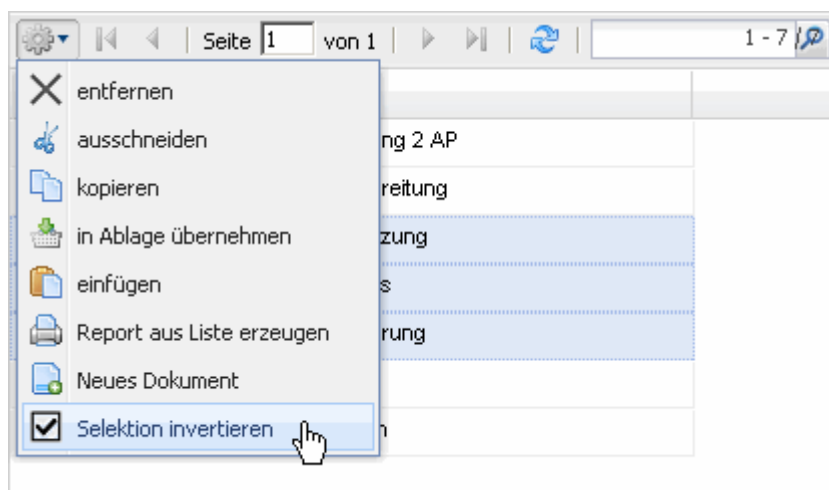 Seite 1 von 1 1 - 7 /
entfernen
ausschneiden ng 2 AP
kopieren reitung
in Ablage übernehmen zung
einfügen s
Report aus Liste erzeugen rung
Neues Dokument
Selektion invertieren n